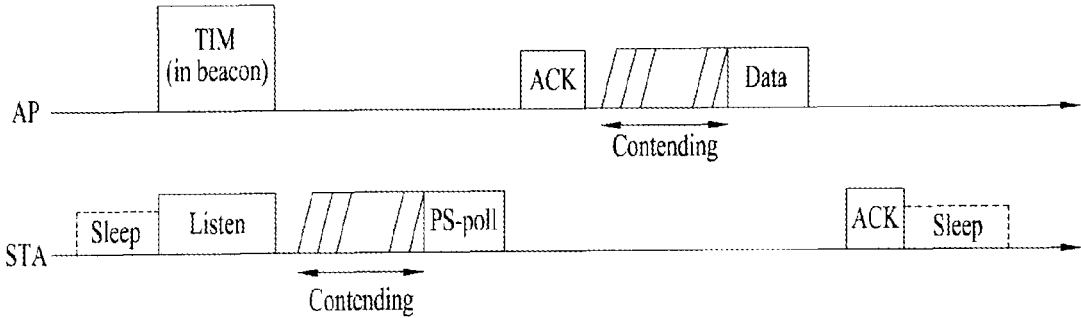 TIM
(in beacon)
ACK
Data
AP
Contending
Sleep
Listen
PS-poll
ACK
Sleep
STA
Contending